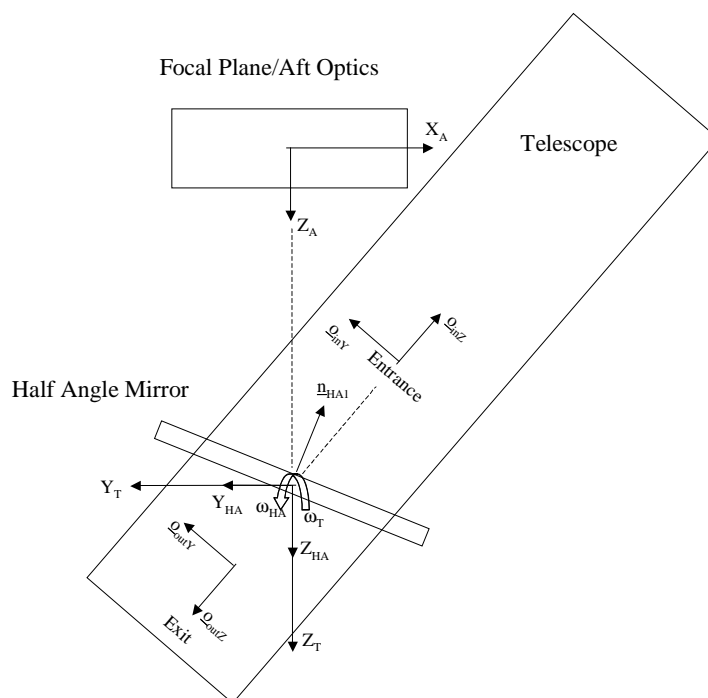 Focal Plane/Aft Optics
X_A
Telescope
Z_A
o_inY
o_inZ
Entrance
Half Angle Mirror
n_HA1
Y_T
Y_HA
ω_HA
ω_T
o_outY
Z_HA
Exit
o_outZ
Z_T